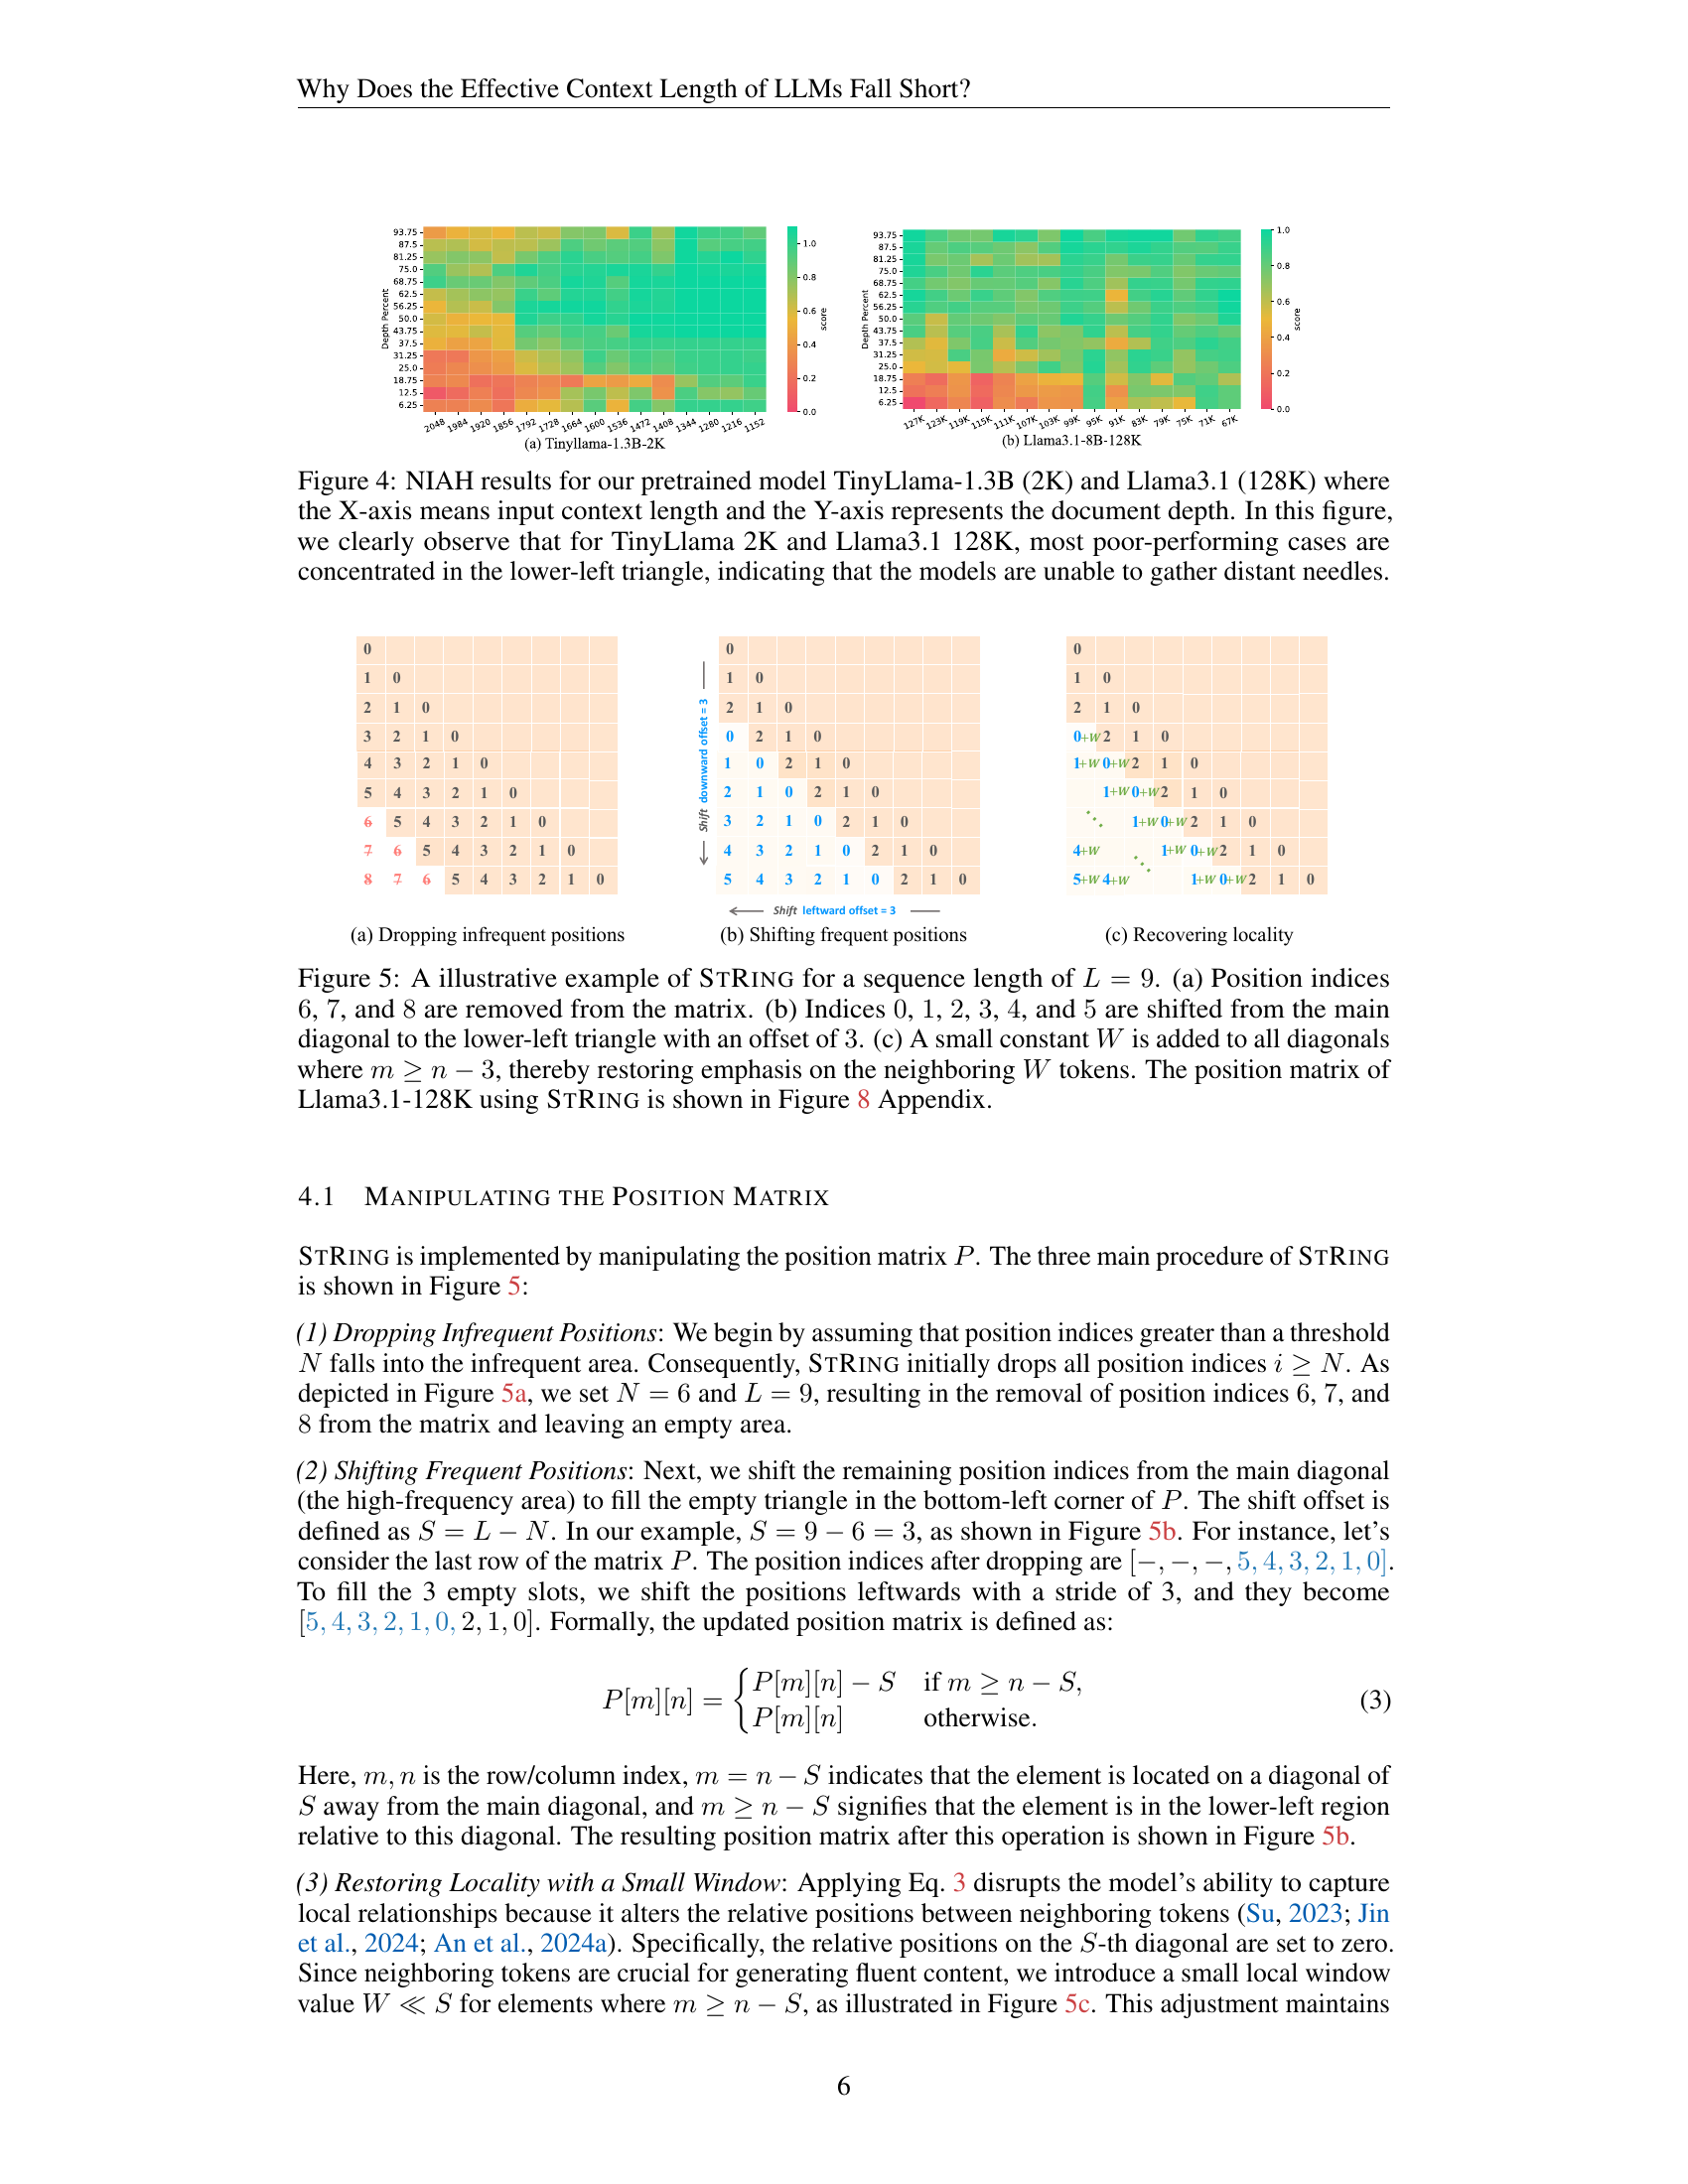 Why Does the Effective Context Length of LLMs Fall Short?
93.75
87.5
81.25
75.0
68.75
62.5
56.25
50.0
43.75
37.5
31.25
25.0
18.75
12.5
6.25
Depth Percent
2048 1984 1920 1856 1792 1728 1664 1600 1536 1472 1408 1344 1280 1216 1152
1.0
0.8
0.6
0.4
0.2
0.0
score
(a) Tinyllama-1.3B-2K
93.75
87.5
81.25
75.0
68.75
62.5
56.25
50.0
43.75
37.5
31.25
25.0
18.75
12.5
6.25
Depth Percent
127K 123K 119K 115K 111K 107K 103K 99K 95K 91K 83K 79K 75K 71K 67K
1.0
0.8
0.6
0.4
0.2
0.0
score
(b) Llama3.1-8B-128K
Figure 4: NIAH results for our pretrained model TinyLlama-1.3B (2K) and Llama3.1 (128K) where
the X-axis means input context length and the Y-axis represents the document depth. In this figure,
we clearly observe that for TinyLlama 2K and Llama3.1 128K, most poor-performing cases are
concentrated in the lower-left triangle, indicating that the models are unable to gather distant needles.
0
1 0
2 1 0
3 2 1 0
4 3 2 1 0
5 4 3 2 1 0
6 5 4 3 2 1 0
7 6 5 4 3 2 1 0
8 7 6 5 4 3 2 1 0
(a) Dropping infrequent positions
Shift downward offset = 3
0
1 0
2 1 0
0 2 1 0
1 0 2 1 0
2 1 0 2 1 0
3 2 1 0 2 1 0
4 3 2 1 0 2 1 0
5 4 3 2 1 0 2 1 0
Shift leftward offset = 3
(b) Shifting frequent positions
0
1 0
2 1 0
0+W 2 1 0
1+W 0+W 2 1 0
1+W 0+W 2 1 0
⋱ 1+W 0+W 2 1 0
4+W ⋱ 1+W 0+W 2 1 0
5+W 4+W 1+W 0+W 2 1 0
(c) Recovering locality
Figure 5: A illustrative example of STRING for a sequence length of L = 9. (a) Position indices
6, 7, and 8 are removed from the matrix. (b) Indices 0, 1, 2, 3, 4, and 5 are shifted from the main
diagonal to the lower-left triangle with an offset of 3. (c) A small constant W is added to all diagonals
where m ≥ n − 3, thereby restoring emphasis on the neighboring W tokens. The position matrix of
Llama3.1-128K using STRING is shown in Figure 8 Appendix.
4.1 MANIPULATING THE POSITION MATRIX
STRING is implemented by manipulating the position matrix P. The three main procedure of STRING
is shown in Figure 5:
(1) Dropping Infrequent Positions: We begin by assuming that position indices greater than a threshold
N falls into the infrequent area. Consequently, STRING initially drops all position indices i ≥ N. As
depicted in Figure 5a, we set N = 6 and L = 9, resulting in the removal of position indices 6, 7, and
8 from the matrix and leaving an empty area.
(2) Shifting Frequent Positions: Next, we shift the remaining position indices from the main diagonal
(the high-frequency area) to fill the empty triangle in the bottom-left corner of P. The shift offset is
defined as S = L − N. In our example, S = 9 − 6 = 3, as shown in Figure 5b. For instance, let's
consider the last row of the matrix P. The position indices after dropping are [−, −, −, 5, 4, 3, 2, 1, 0].
To fill the 3 empty slots, we shift the positions leftwards with a stride of 3, and they become
[5, 4, 3, 2, 1, 0, 2, 1, 0]. Formally, the updated position matrix is defined as:
P[m][n] = { P[m][n] − S if m ≥ n − S,
P[m][n] otherwise. (3)
Here, m, n is the row/column index, m = n − S indicates that the element is located on a diagonal of
S away from the main diagonal, and m ≥ n − S signifies that the element is in the lower-left region
relative to this diagonal. The resulting position matrix after this operation is shown in Figure 5b.
(3) Restoring Locality with a Small Window: Applying Eq. 3 disrupts the model's ability to capture
local relationships because it alters the relative positions between neighboring tokens (Su, 2023; Jin
et al., 2024; An et al., 2024a). Specifically, the relative positions on the S-th diagonal are set to zero.
Since neighboring tokens are crucial for generating fluent content, we introduce a small local window
value W ≪ S for elements where m ≥ n − S, as illustrated in Figure 5c. This adjustment maintains
6